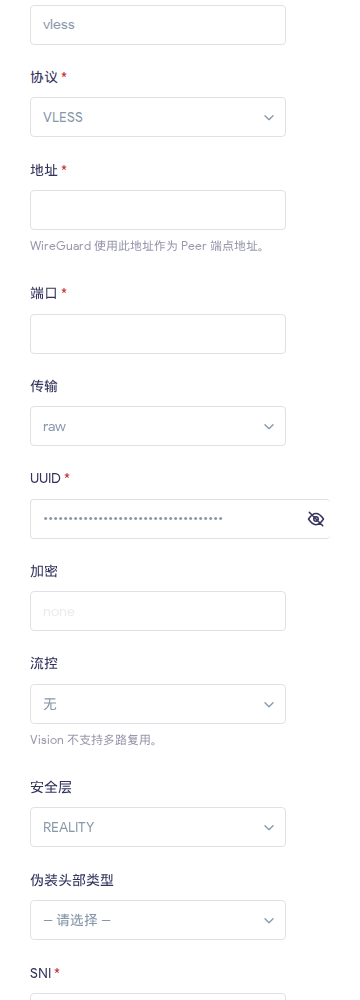 vless
协议 *
VLESS
地址 *
WireGuard 使用此地址作为 Peer 端点地址。
端口 *
传输
raw
UUID *
••••••••••••••••••••••••••••••••••••
加密
none
流控
无
Vision 不支持多路复用。
安全层
REALITY
伪装头部类型
— 请选择 —
SNI *